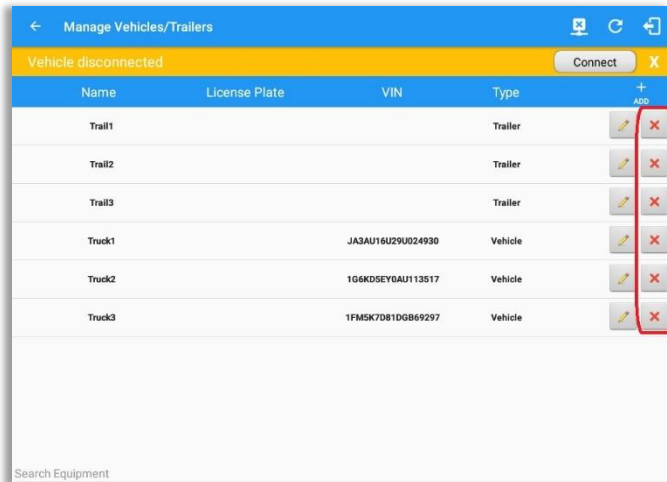 Manage Vehicles/Trailers
Vehicle disconnected
Connect X
Name License Plate VIN Type + ADD
Trail1 Trailer
Trail2 Trailer
Trail3 Trailer
Truck1 JA3AU16U29U024930 Vehicle
Truck2 1G6KD5EY0AU113517 Vehicle
Truck3 1FM5K7D81DGB69297 Vehicle
Search Equipment